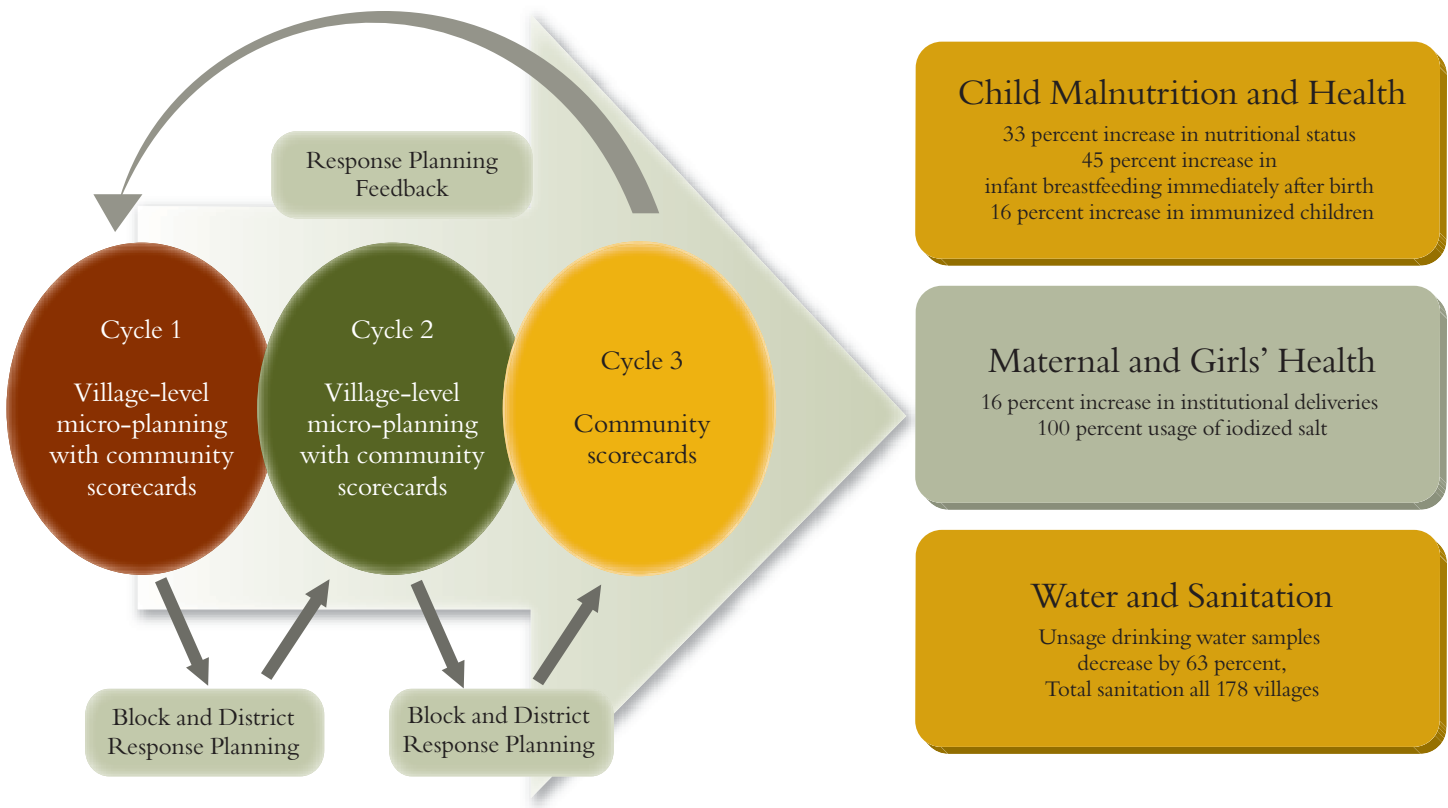 Response Planning
Feedback
Cycle 1
Village-level
micro-planning
with community
scorecards
Cycle 2
Village-level
micro-planning
with community
scorecards
Cycle 3
Community
scorecards
Block and District
Response Planning
Block and District
Response Planning
Child Malnutrition and Health
33 percent increase in nutritional status
45 percent increase in
infant breastfeeding immediately after birth
16 percent increase in immunized children
Maternal and Girls’ Health
16 percent increase in institutional deliveries
100 percent usage of iodized salt
Water and Sanitation
Unsage drinking water samples
decrease by 63 percent,
Total sanitation all 178 villages